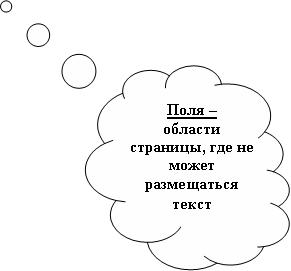 Поля –
области
страницы, где не
может
размещаться
текст